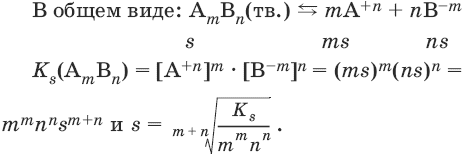 В общем виде: AₘBₙ(тв.) ⇆ mA⁺ⁿ + nB⁻ᵐ
s ms ns
Kₛ(AₘBₙ) = [A⁺ⁿ]ᵐ · [B⁻ᵐ]ⁿ = (ms)ᵐ(ns)ⁿ =
mᵐnⁿsᵐ⁺ⁿ и s = ᵐ⁺ⁿ√(Kₛ / mᵐnⁿ) .